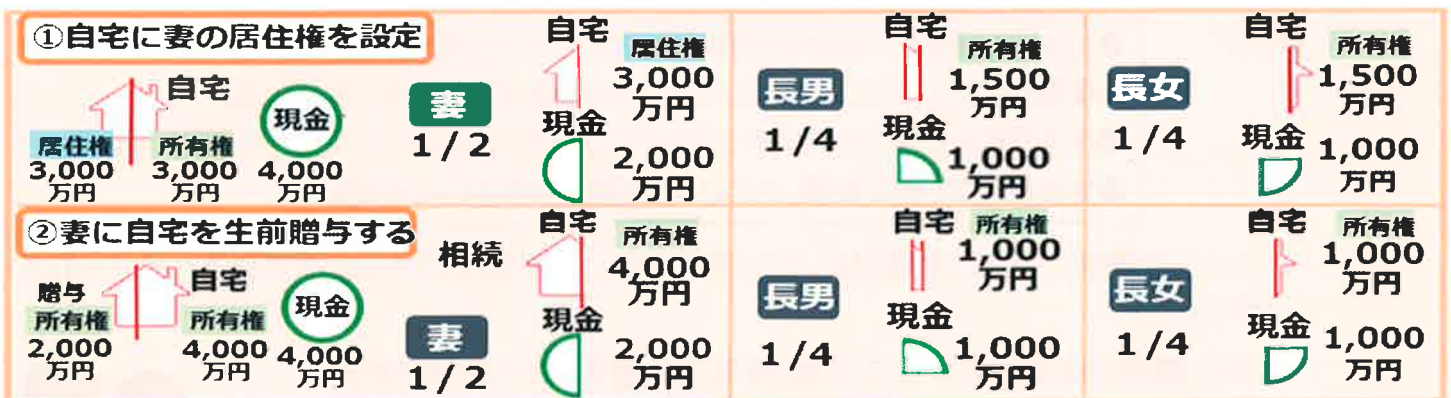 ①自宅に妻の居住権を設定
自宅
現金
居住権
所有権
3,000
万円
3,000
万円
4,000
万円
妻
1/2
自宅
居住権
3,000
万円
現金
2,000
万円
長男
1/4
自宅
所有権
1,500
万円
現金
1,000
万円
長女
1/4
自宅
所有権
1,500
万円
現金
1,000
万円
②妻に自宅を生前贈与する
自宅
現金
贈与
所有権
所有権
2,000
万円
4,000
万円
4,000
万円
相続
妻
1/2
自宅
所有権
4,000
万円
現金
2,000
万円
長男
1/4
自宅
所有権
1,000
万円
現金
1,000
万円
長女
1/4
自宅
所有権
1,000
万円
現金
1,000
万円